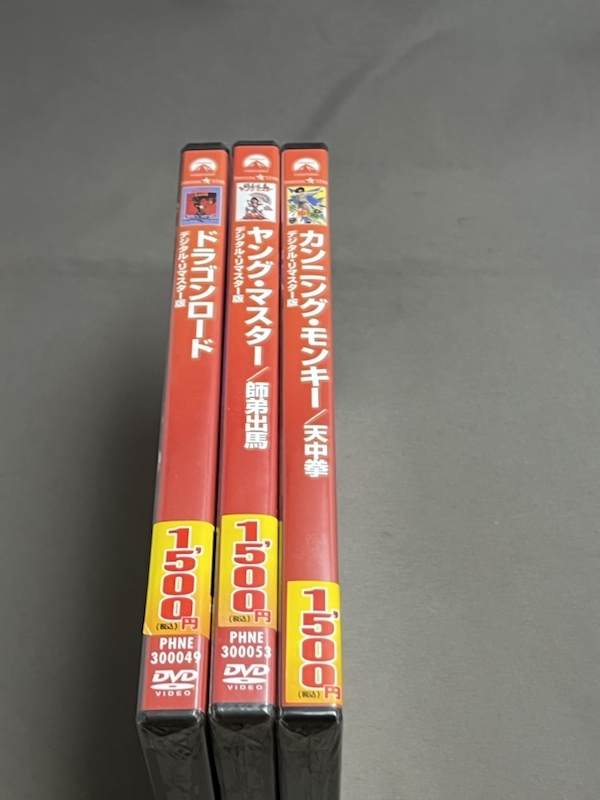 ドラゴンロード
デジタル・リマスター版
1,500円
(税込)
PHNE
300049
DVD
VIDEO
ヤング・マスター/師弟出馬
デジタル・リマスター版
1,500円
(税込)
PHNE
300053
DVD
VIDEO
カンニング・モンキー/天中拳
デジタル・リマスター版
1,500円
(税込)